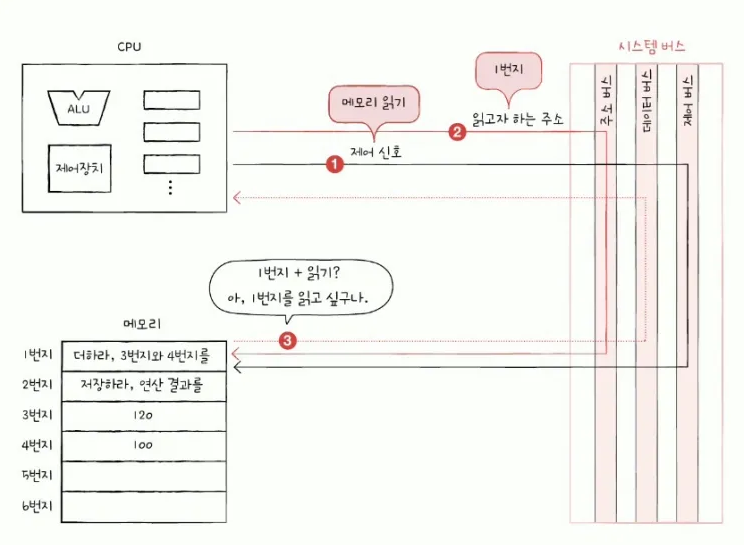 CPU
시스템 버스
ALU
제어장치
메모리 읽기
1번지
2
읽고자 하는 주소
1
제어 신호
주소 버스
데이터 버스
제어 버스
1번지 + 읽기?
아, 1번지를 읽고 싶구나.
메모리
3
1번지 더하라, 3번지와 4번지를
2번지 저장하라, 연산 결과를
3번지 120
4번지 100
5번지
6번지